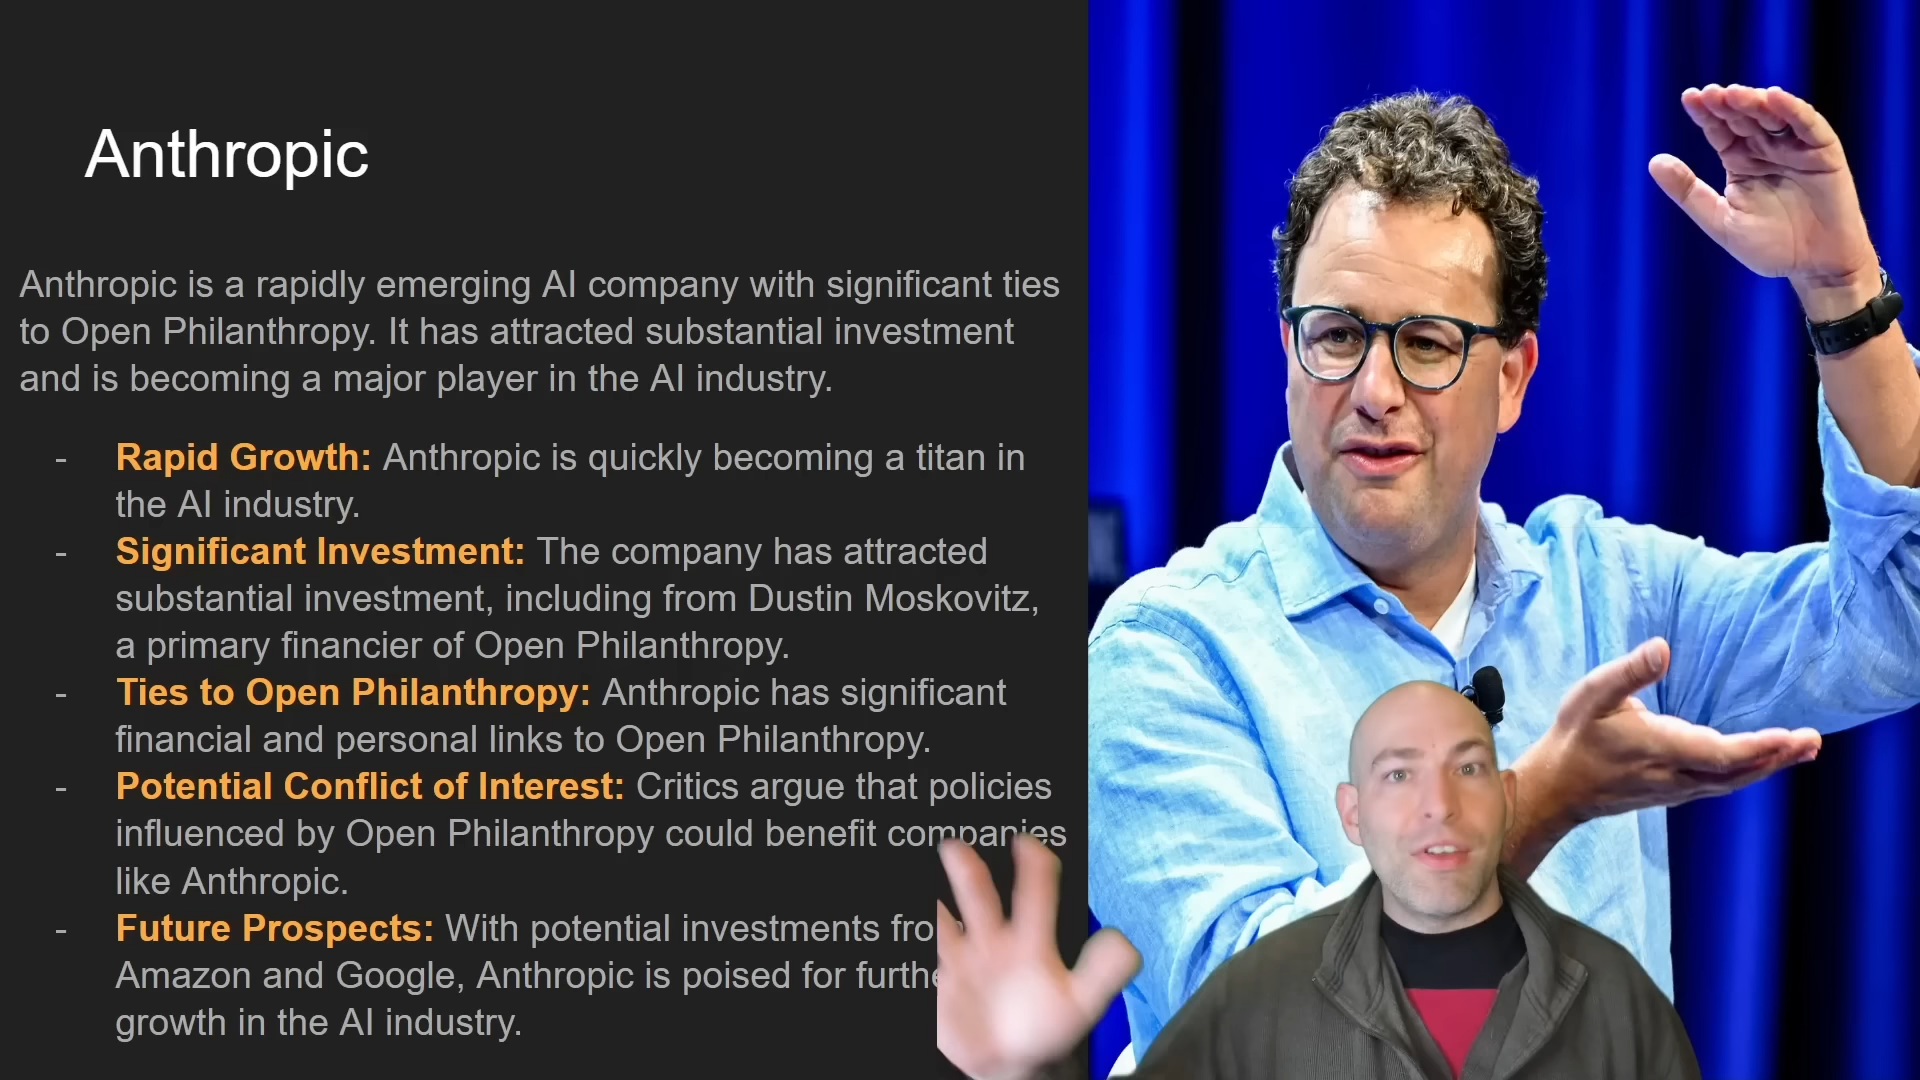 Anthropic
Anthropic is a rapidly emerging AI company with significant ties
to Open Philanthropy. It has attracted substantial investment
and is becoming a major player in the AI industry.
- Rapid Growth: Anthropic is quickly becoming a titan in
the AI industry.
- Significant Investment: The company has attracted
substantial investment, including from Dustin Moskovitz,
a primary financier of Open Philanthropy.
- Ties to Open Philanthropy: Anthropic has significant
financial and personal links to Open Philanthropy.
- Potential Conflict of Interest: Critics argue that policies
influenced by Open Philanthropy could benefit companies
like Anthropic.
- Future Prospects: With potential investments fro
Amazon and Google, Anthropic is poised for furthe
growth in the AI industry.